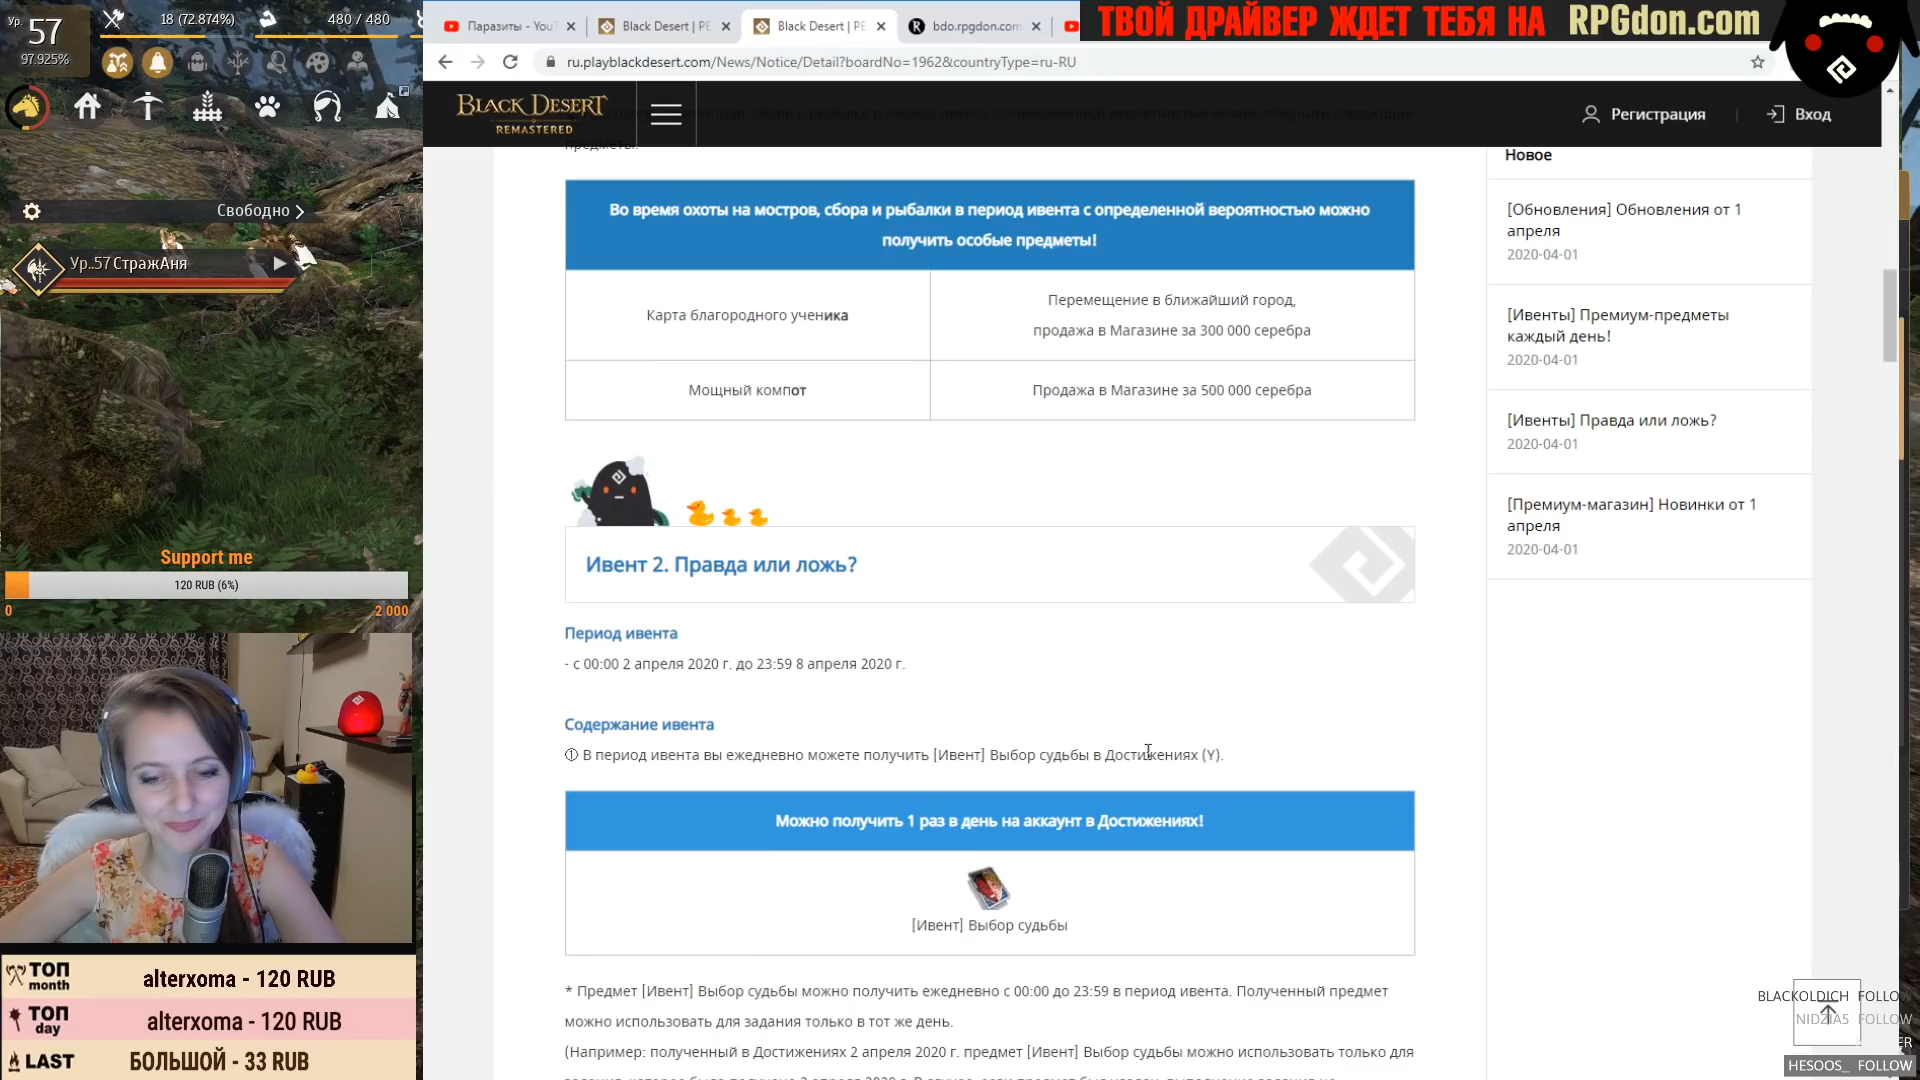 Ур.
57
97.925%
18 (72.874%)
480 / 480
Свободно
Ур..57 СтражАня
Support me
120 RUB (6%)
0
2 000
ТОП month
alterxoma - 120 RUB
ТОП day
alterxoma - 120 RUB
LAST
БОЛЬШОЙ - 33 RUB
Паразиты - YouT
Black Desert | РЕ
Black Desert | РЕ
bdo.rpgdon.com
ТВОЙ ДРАЙВЕР ЖДЕТ ТЕБЯ НА RPGdon.com
ru.playblackdesert.com/News/Notice/Detail?boardNo=1962&countryType=ru-RU
BLACK DESERT
REMASTERED
Регистрация
Вход
предметы.
Во время охоты на мостров, сбора и рыбалки в период ивента с определенной вероятностью можно
получить особые предметы!
Карта благородного ученика
Перемещение в ближайший город,
продажа в Магазине за 300 000 серебра
Мощный компот
Продажа в Магазине за 500 000 серебра
Ивент 2. Правда или ложь?
Период ивента
- с 00:00 2 апреля 2020 г. до 23:59 8 апреля 2020 г.
Содержание ивента
① В период ивента вы ежедневно можете получить [Ивент] Выбор судьбы в Достижениях (Y).
Можно получить 1 раз в день на аккаунт в Достижениях!
[Ивент] Выбор судьбы
* Предмет [Ивент] Выбор судьбы можно получить ежедневно с 00:00 до 23:59 в период ивента. Полученный предмет
можно использовать для задания только в тот же день.
(Например: полученный в Достижениях 2 апреля 2020 г. предмет [Ивент] Выбор судьбы можно использовать только для
Новое
[Обновления] Обновления от 1
апреля
2020-04-01
[Ивенты] Премиум-предметы
каждый день!
2020-04-01
[Ивенты] Правда или ложь?
2020-04-01
[Премиум-магазин] Новинки от 1
апреля
2020-04-01
BLACKOLDICH FOLLOW
NIDZIA5 FOLLOW
HESOOS_ FOLLOW